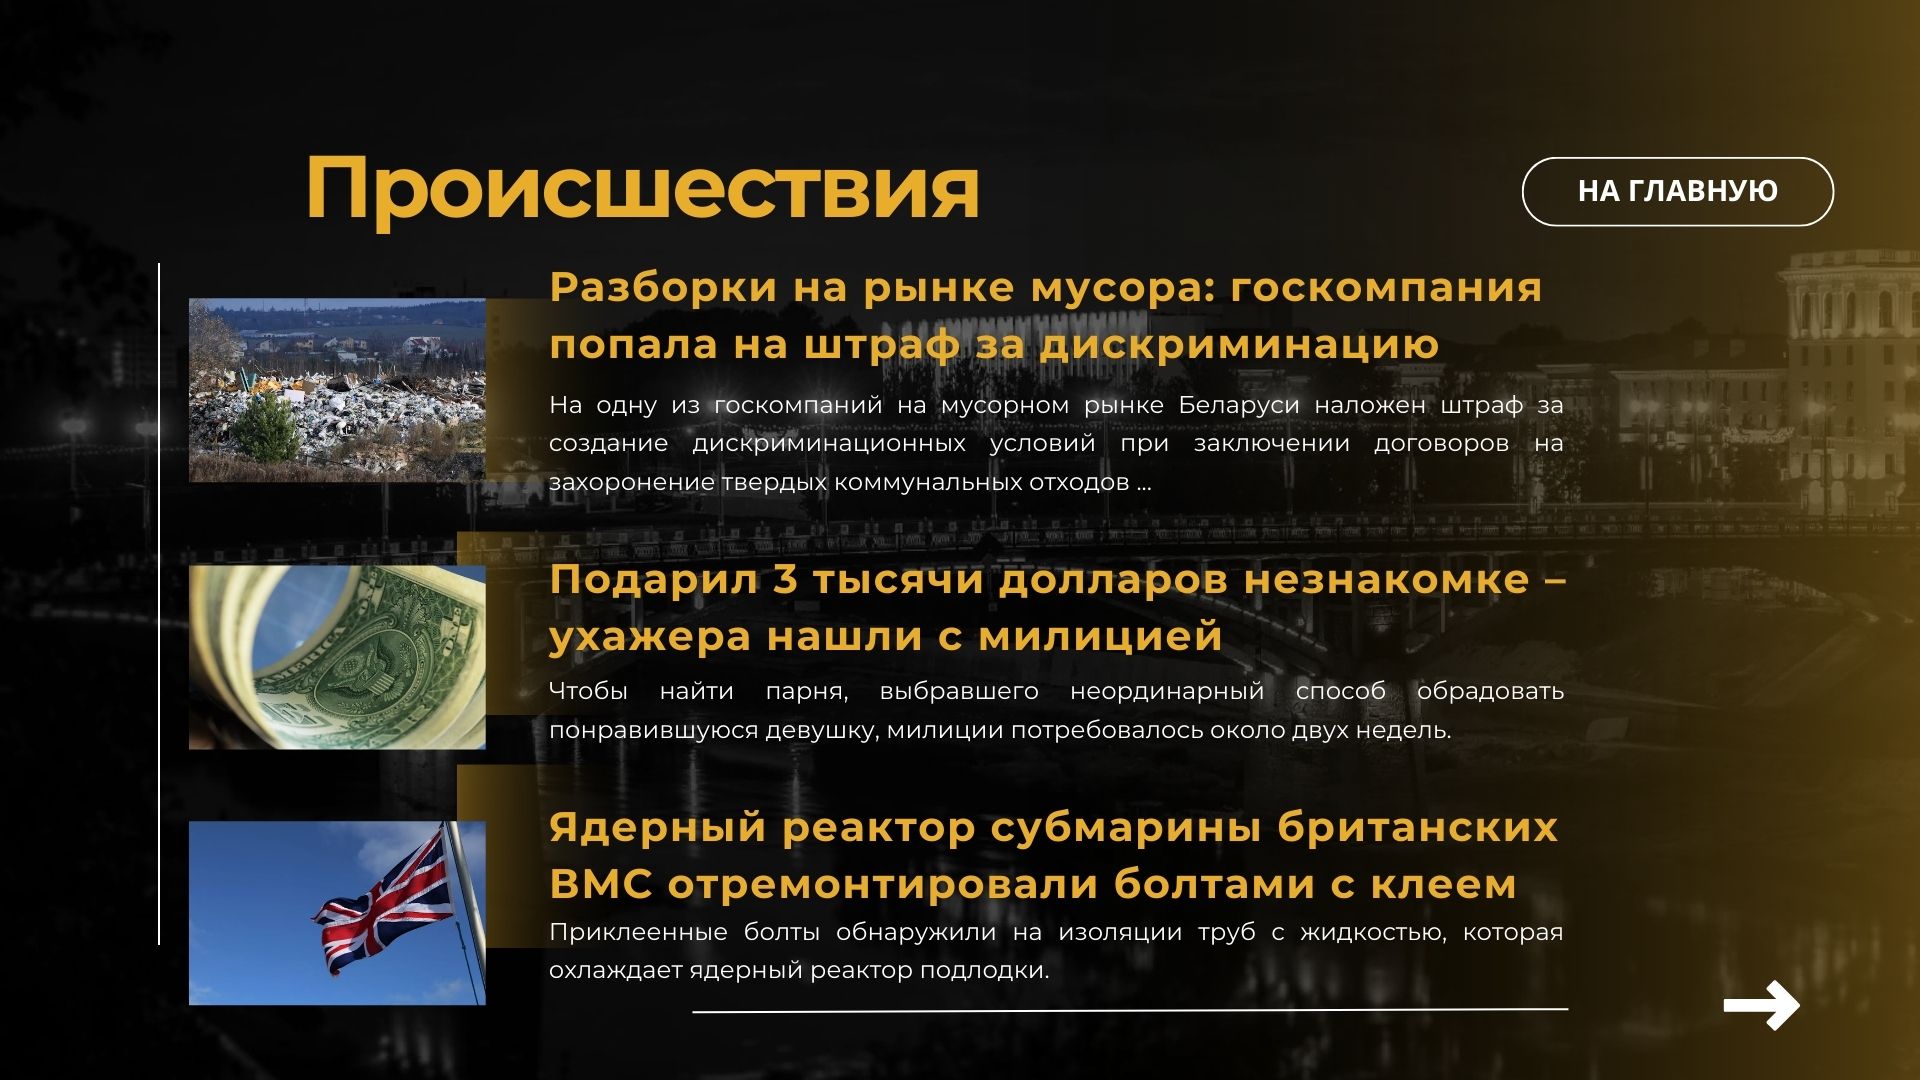 Происшествия
НА ГЛАВНУЮ
Разборки на рынке мусора: госкомпания
попала на штраф за дискриминацию
На одну из госкомпаний на мусорном рынке Беларуси наложен штраф за
создание дискриминационных условий при заключении договоров на
захоронение твердых коммунальных отходов ...
Подарил 3 тысячи долларов незнакомке –
ухажера нашли с милицией
Чтобы найти парня, выбравшего неординарный способ обрадовать
понравившуюся девушку, милиции потребовалось около двух недель.
Ядерный реактор субмарины британских
ВМС отремонтировали болтами с клеем
Приклеенные болты обнаружили на изоляции труб с жидкостью, которая
охлаждает ядерный реактор подлодки.